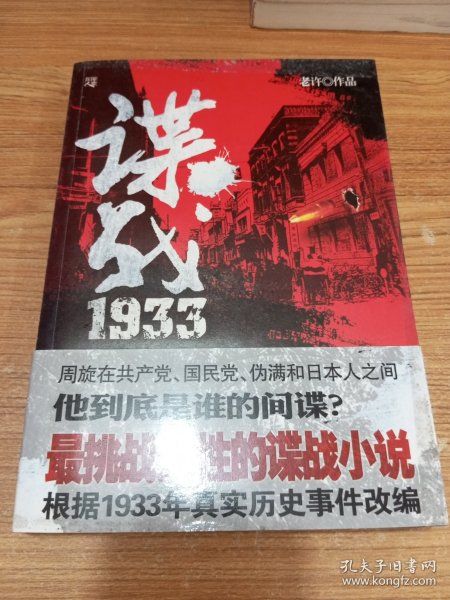 老许◎作品
谍战
1933
周旋在共产党、国民党、伪满和日本人之间
他到底是谁的间谍?
最挑战 性的谍战小说
根据1933年真实历史事件改编
孔夫子旧书网
www.kongfz.com